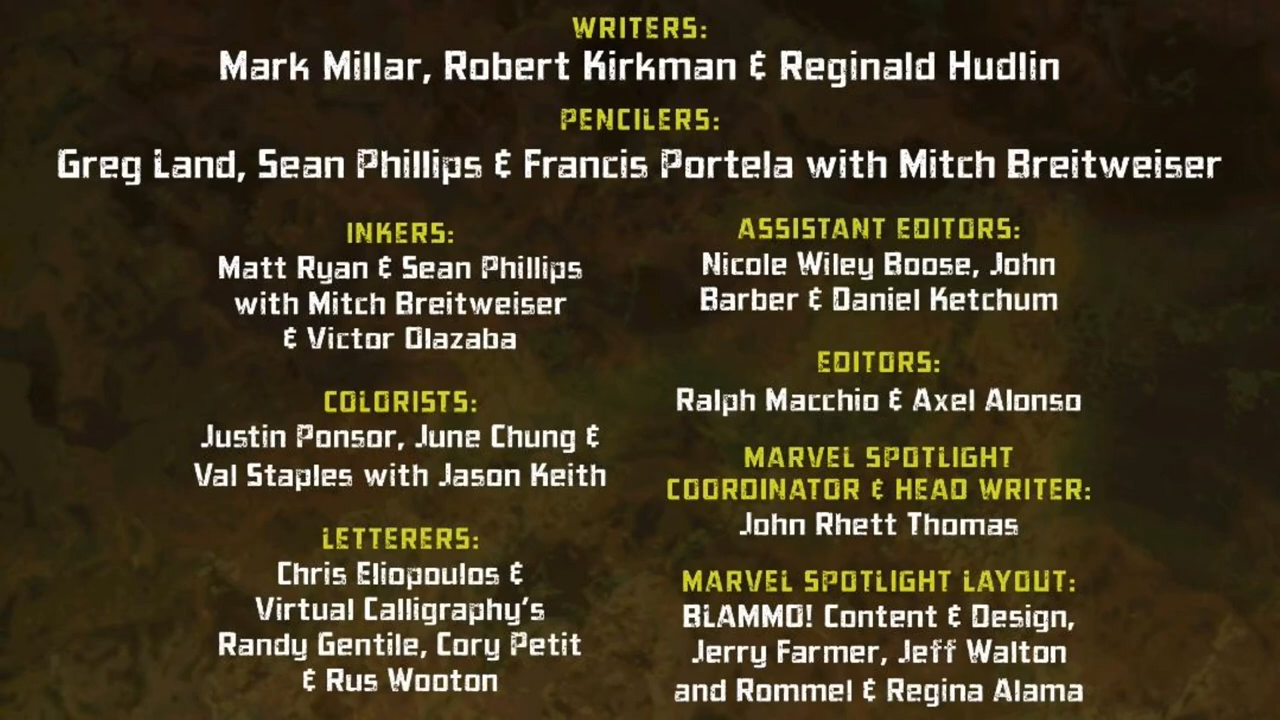 WRITERS:
Mark Millar, Robert Kirkman & Reginald Hudlin
PENCILERS:
Greg Land, Sean Phillips & Francis Portela with Mitch Breitweiser
INKERS:
Matt Ryan & Sean Phillips
with Mitch Breitweiser
& Victor Olazaba
COLORISTS:
Justin Ponsor, June Chung &
Val Staples with Jason Keith
LETTERERS:
Chris Eliopoulos &
Virtual Calligraphy's
Randy Gentile, Cory Petit
& Rus Wooton
ASSISTANT EDITORS:
Nicole Wiley Boose, John
Barber & Daniel Ketchum
EDITORS:
Ralph Macchio & Axel Alonso
MARVEL SPOTLIGHT
COORDINATOR & HEAD WRITER:
John Rhett Thomas
MARVEL SPOTLIGHT LAYOUT:
BLAMMO! Content & Design,
Jerry Farmer, Jeff Walton
and Rommel & Regina Alama